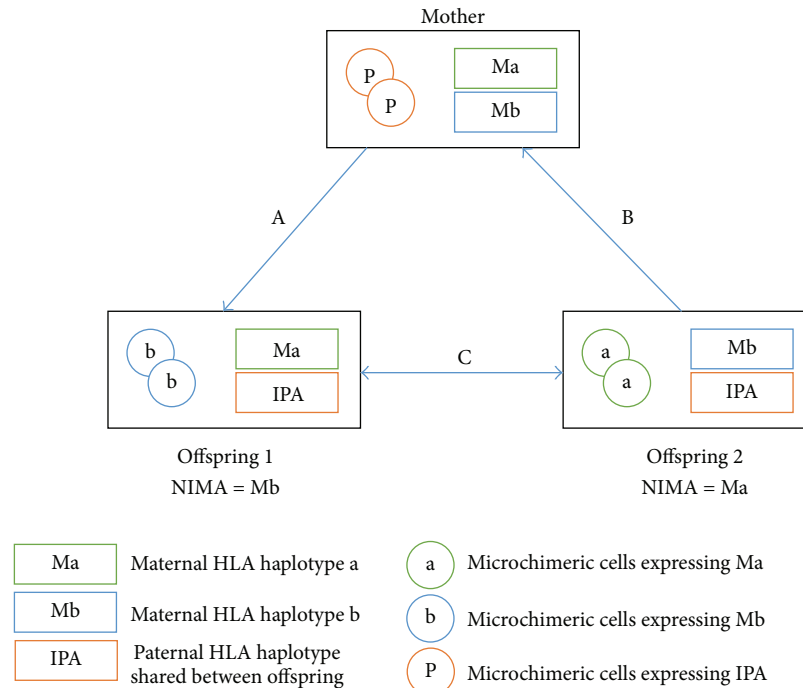 Mother
P
P
Ma
Mb
A
B
b
b
Ma
IPA
C
a
a
Mb
IPA
Offspring 1
NIMA = Mb
Offspring 2
NIMA = Ma
Ma
Maternal HLA haplotype a
Mb
Maternal HLA haplotype b
IPA
Paternal HLA haplotype
shared between offspring
a
Microchimeric cells expressing Ma
b
Microchimeric cells expressing Mb
P
Microchimeric cells expressing IPA